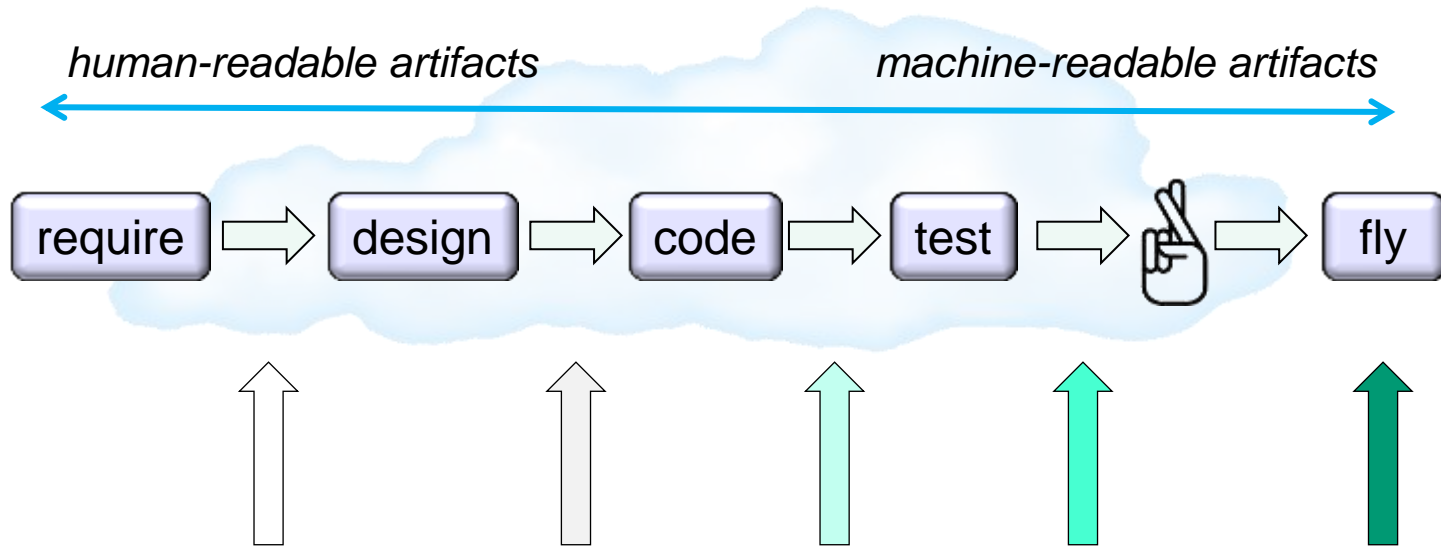 human-readable artifacts
machine-readable artifacts
require
design
code
test
fly